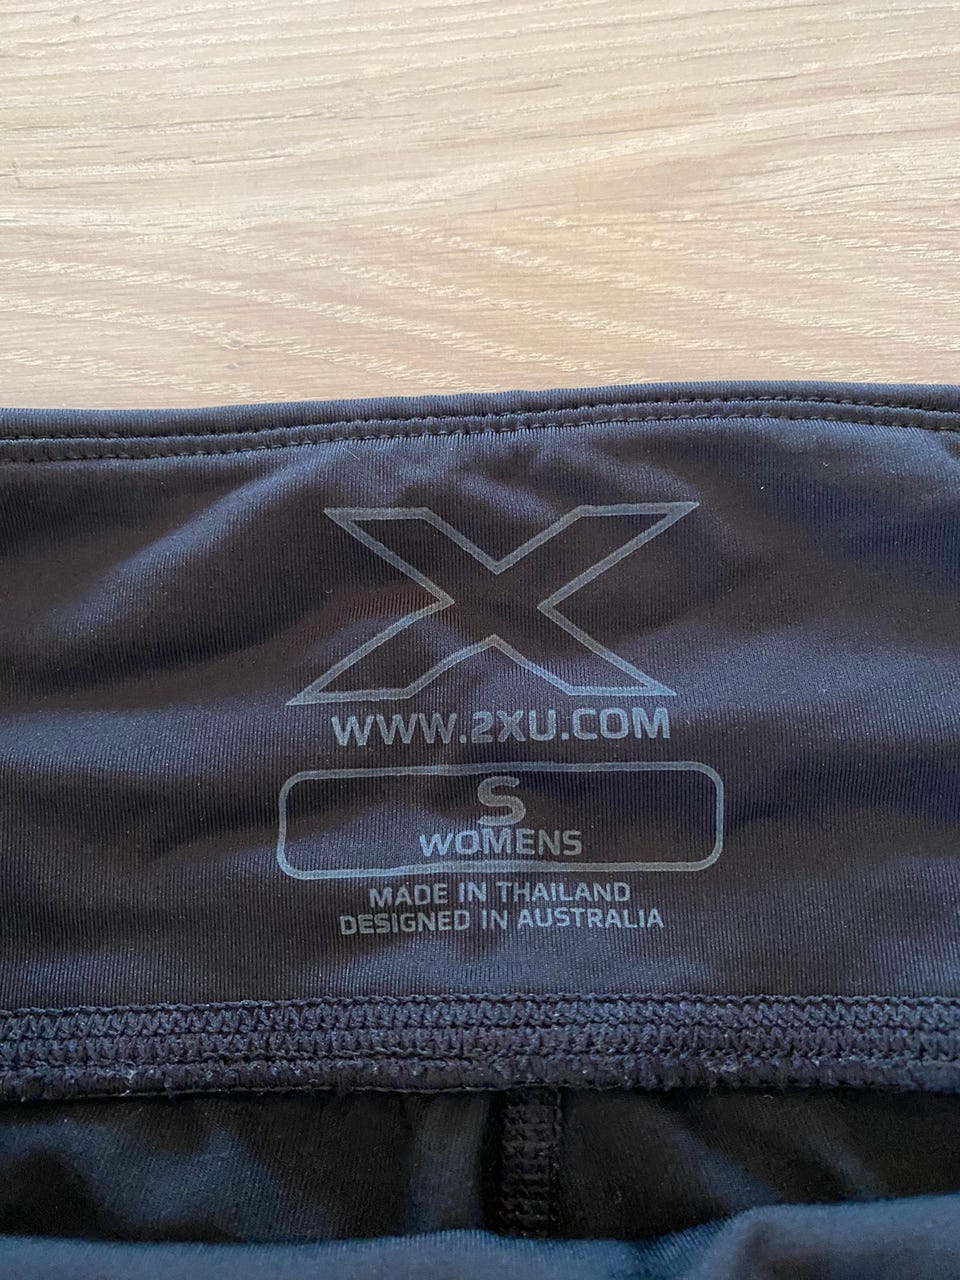 X
WWW.2XU.COM
S
WOMENS
MADE IN THAILAND
DESIGNED IN AUSTRALIA